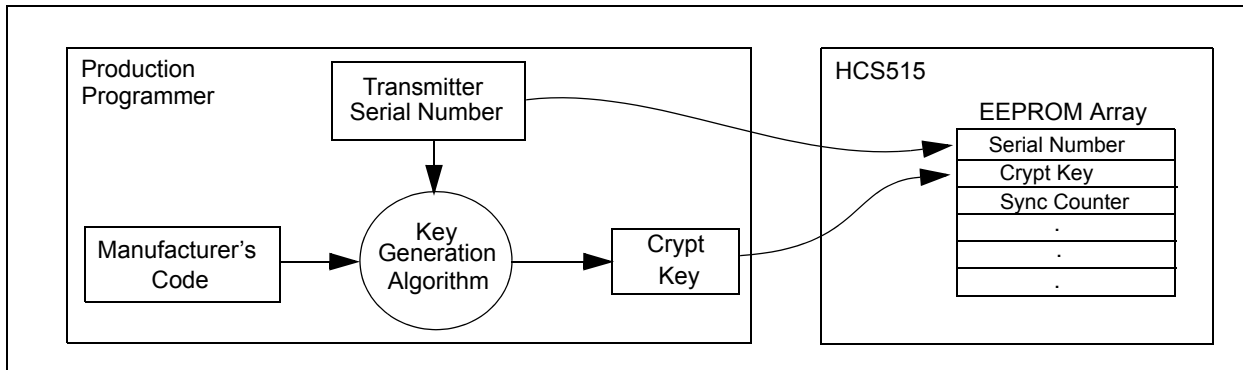 Production
Programmer
Transmitter
Serial Number
Manufacturer's
Code
Key
Generation
Algorithm
Crypt
Key
HCS515
EEPROM Array
Serial Number
Crypt Key
Sync Counter
.
.
.